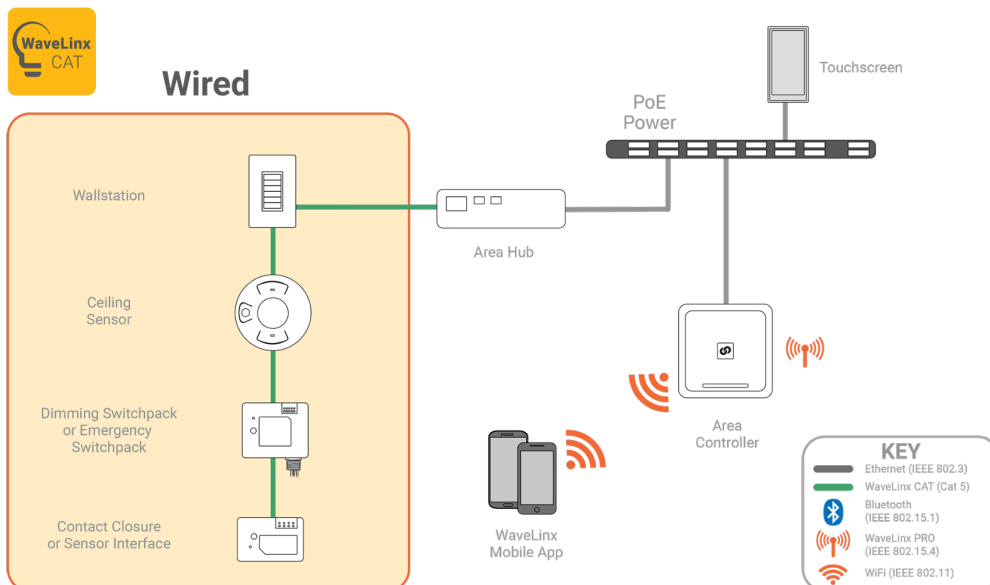 WaveLinx
CAT
Wired
Touchscreen
PoE
Power
Wallstation
Area Hub
Ceiling
Sensor
Dimming Switchpack
or Emergency
Switchpack
Area
Controller
Contact Closure
or Sensor Interface
WaveLinx
Mobile App
KEY
Ethernet (IEEE 802.3)
WaveLinx CAT (Cat 5)
Bluetooth
(IEEE 802.15.1)
WaveLinx PRO
(IEEE 802.15.4)
WiFi (IEEE 802.11)